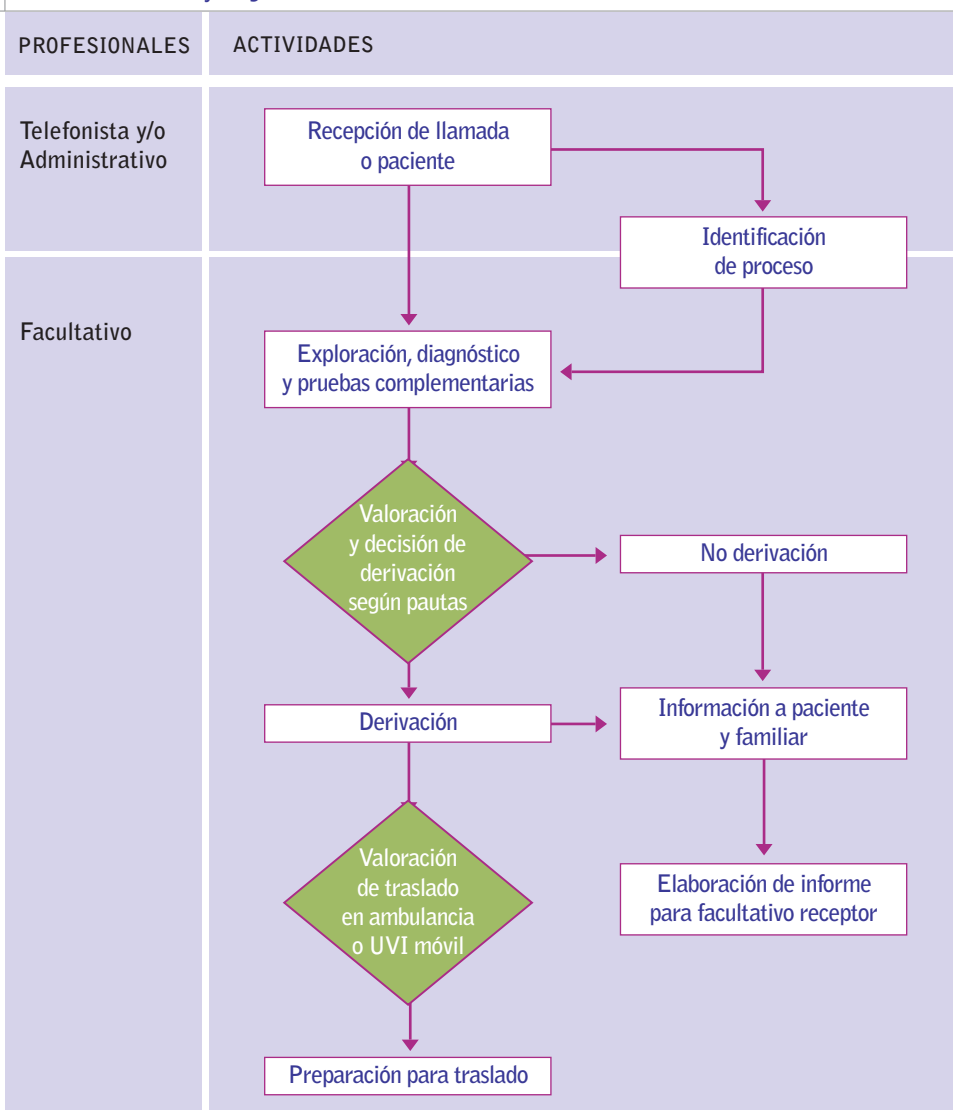 PROFESIONALES
ACTIVIDADES
Telefonista y/o
Administrativo
Recepción de llamada
o paciente
Identificación
de proceso
Facultativo
Exploración, diagnóstico
y pruebas complementarias
Valoración
y decisión de
derivación
según pautas
No derivación
Derivación
Información a paciente
y familiar
Valoración
de traslado
en ambulancia
o UVI móvil
Elaboración de informe
para facultativo receptor
Preparación para traslado